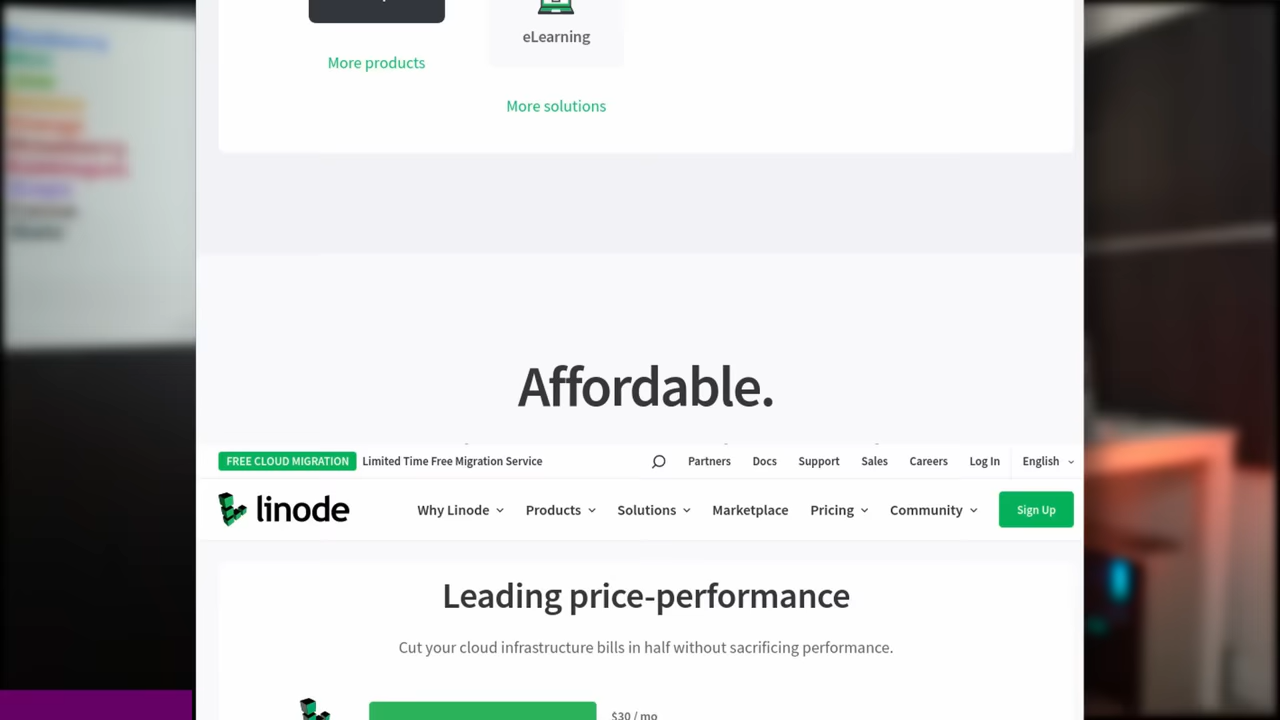 eLearning
More products
More solutions
Affordable.
FREE CLOUD MIGRATION Limited Time Free Migration Service Partners Docs Support Sales Careers Log In English
linode Why Linode Products Solutions Marketplace Pricing Community Sign Up
Leading price-performance
Cut your cloud infrastructure bills in half without sacrificing performance.
$30 / mo